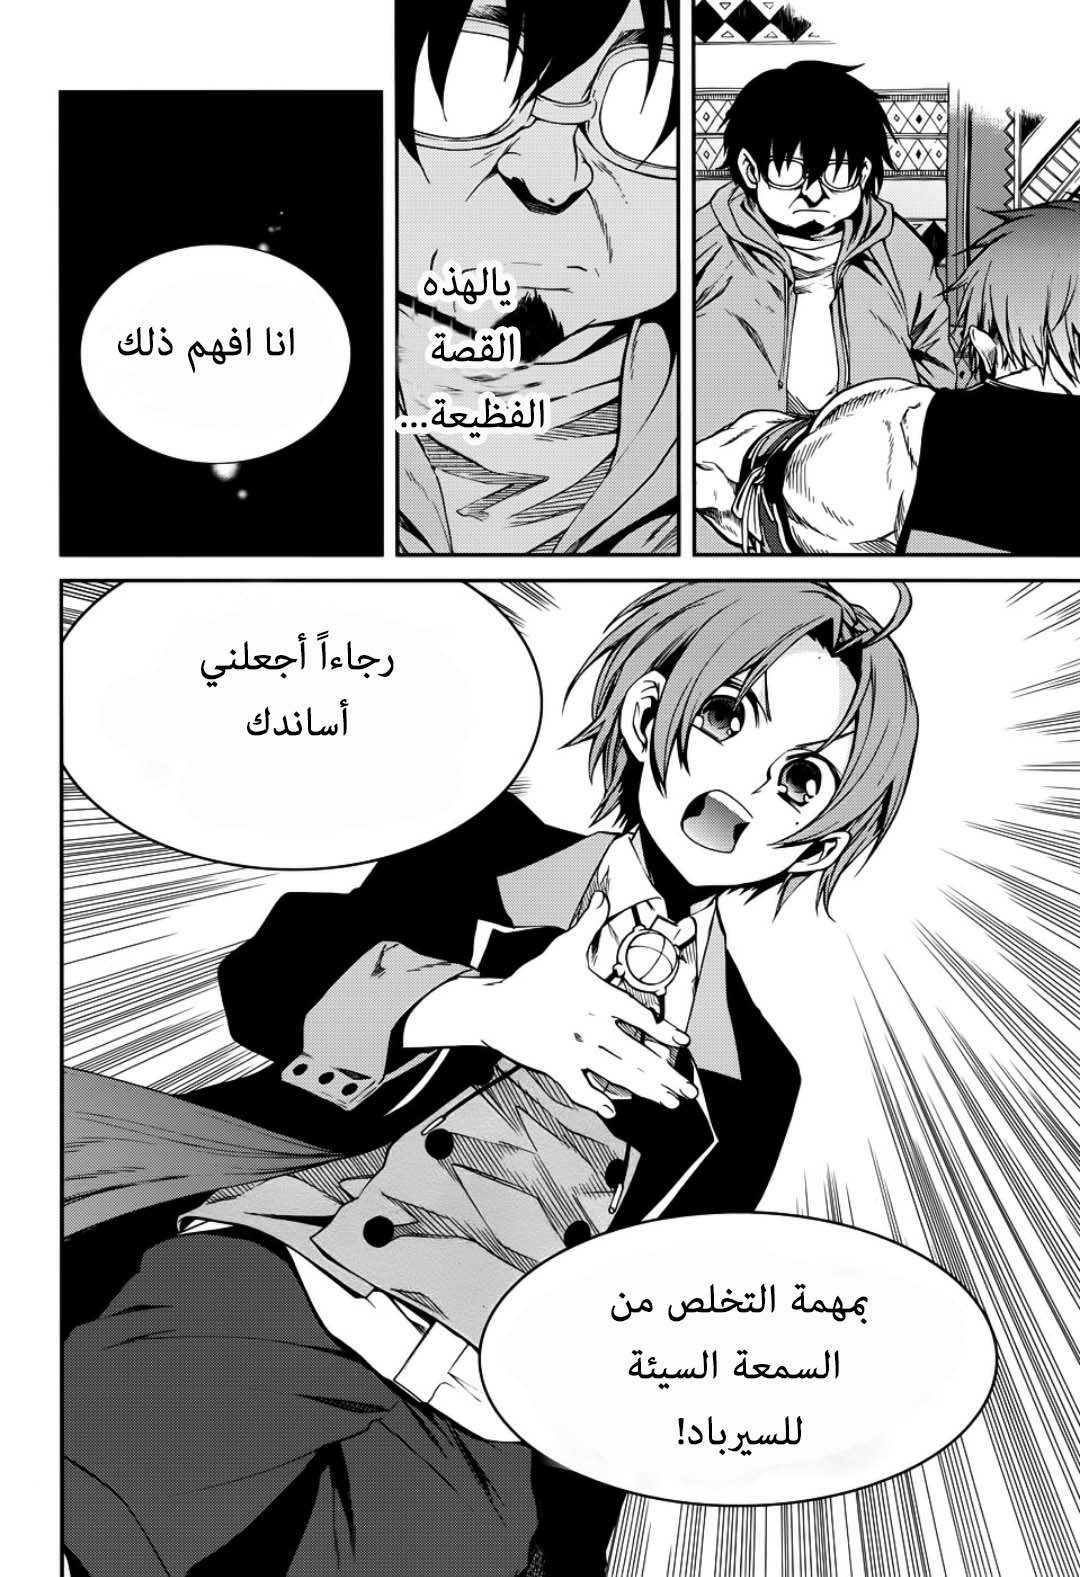 يالهذه
القصة
الفظيعة...
انا افهم ذلك
رجاءاً أجعلني
أساندك
بمهمة التخلص من
السمعة السيئة
للسيرباد!